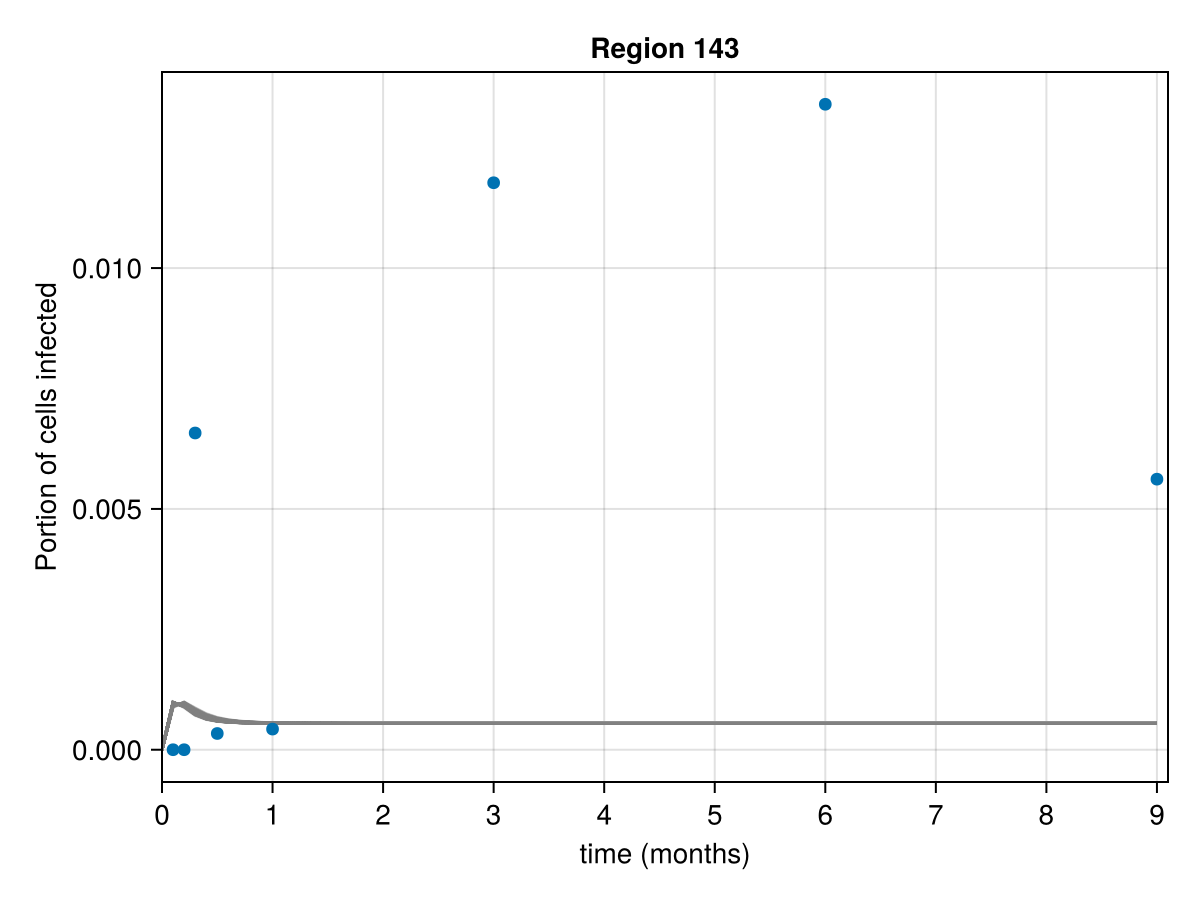 Region 143
Portion of cells infected
0.010
0.005
0.000
0 1 2 3 4 5 6 7 8 9
time (months)